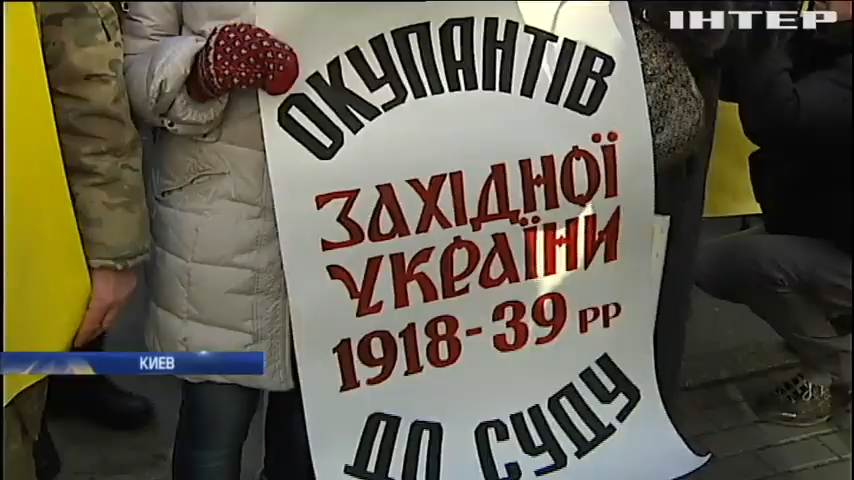 ІНТЕР
ОКУПАНТІВ
ЗАХІДНОЇ
УКРАЇНИ
1918-39 РР
ДО СУДУ
КИЕВ